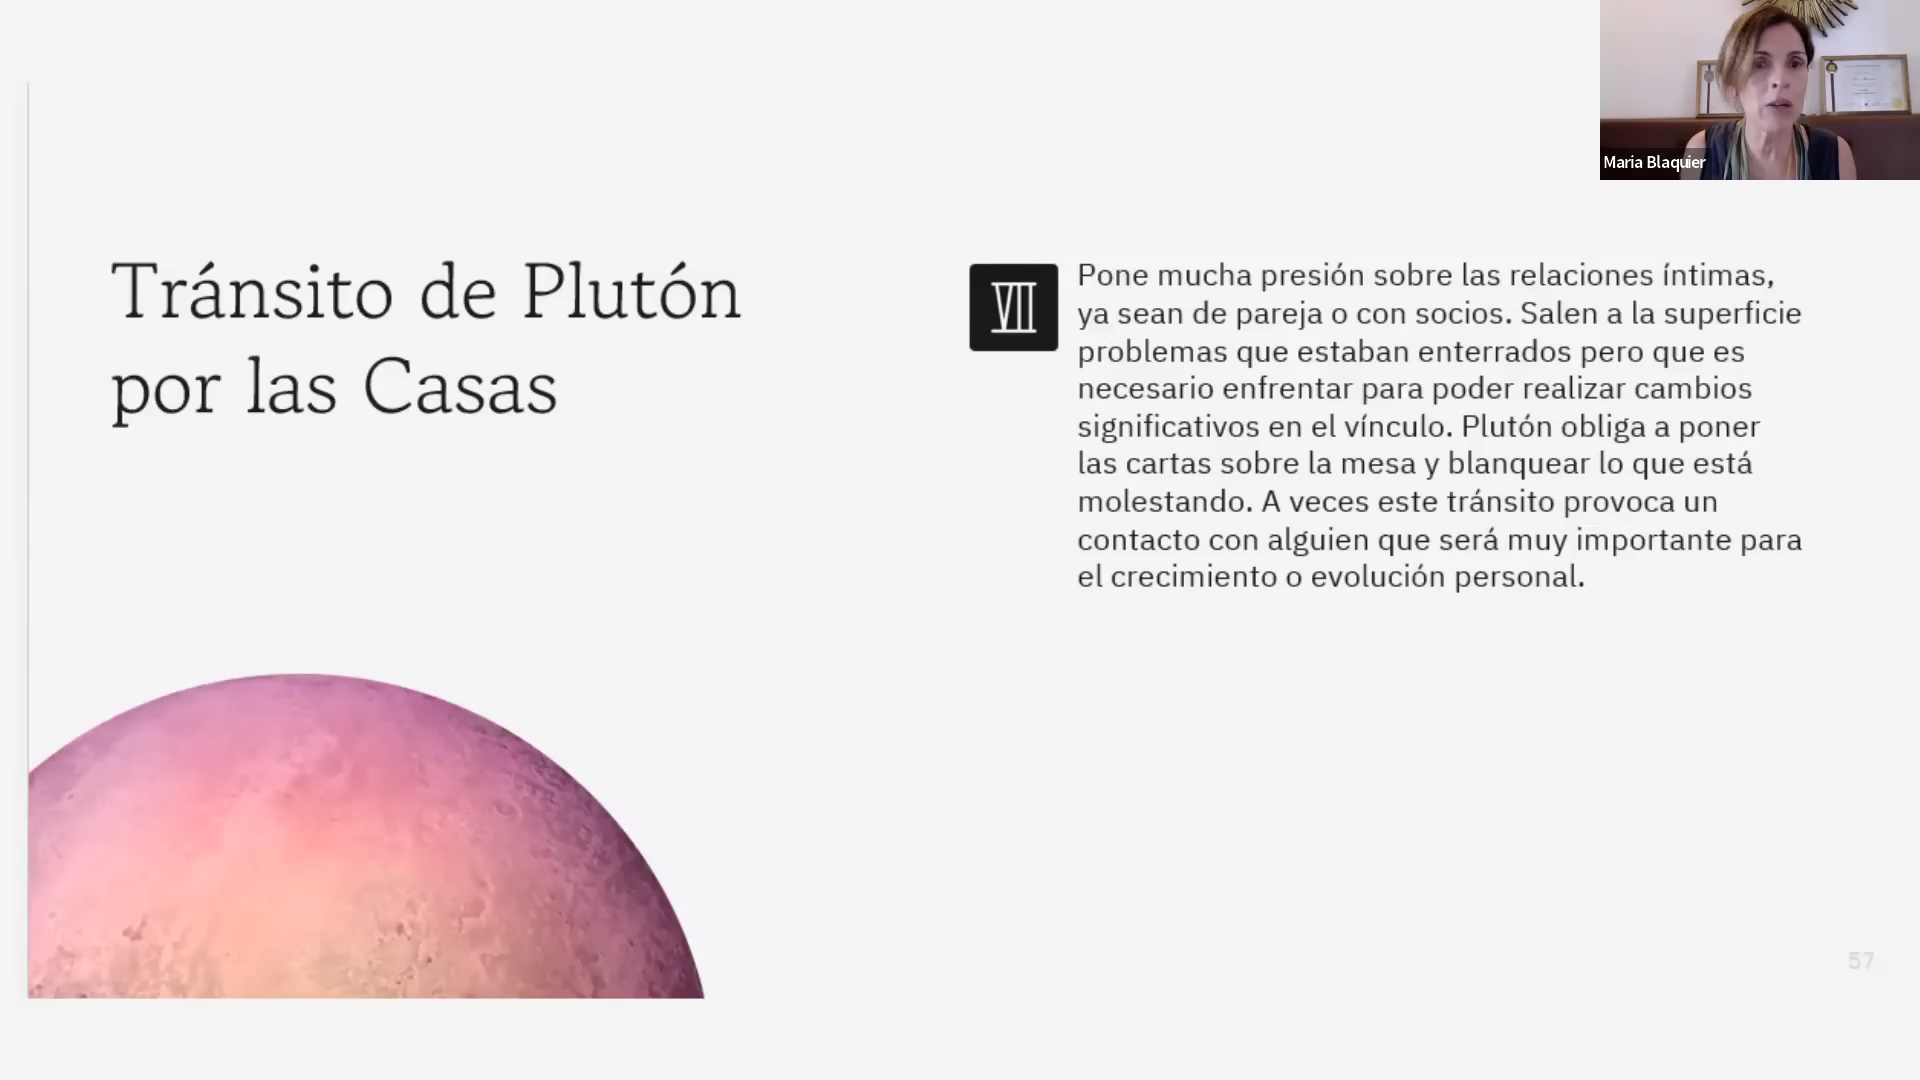 Maria Blaquier
Tránsito de Plutón
por las Casas
VII
Pone mucha presión sobre las relaciones íntimas,
ya sean de pareja o con socios. Salen a la superficie
problemas que estaban enterrados pero que es
necesario enfrentar para poder realizar cambios
significativos en el vínculo. Plutón obliga a poner
las cartas sobre la mesa y blanquear lo que está
molestando. A veces este tránsito provoca un
contacto con alguien que será muy importante para
el crecimiento o evolución personal.
57